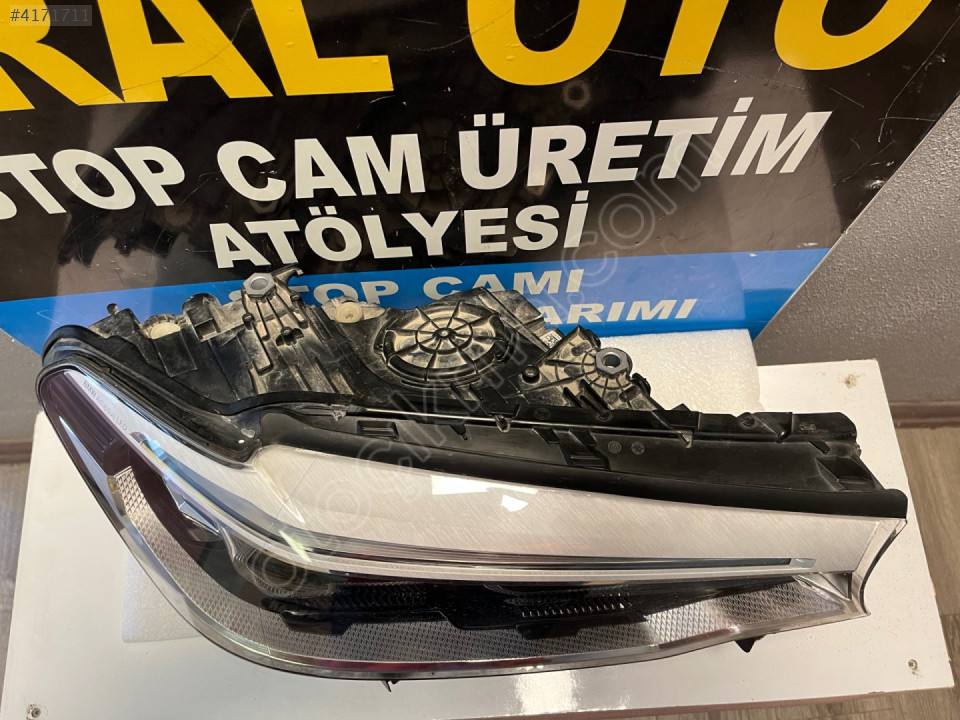 #4171711
RAL OTO
STOP CAM ÜRETİM
ATÖLYESİ
STOP CAMI
ARIMI